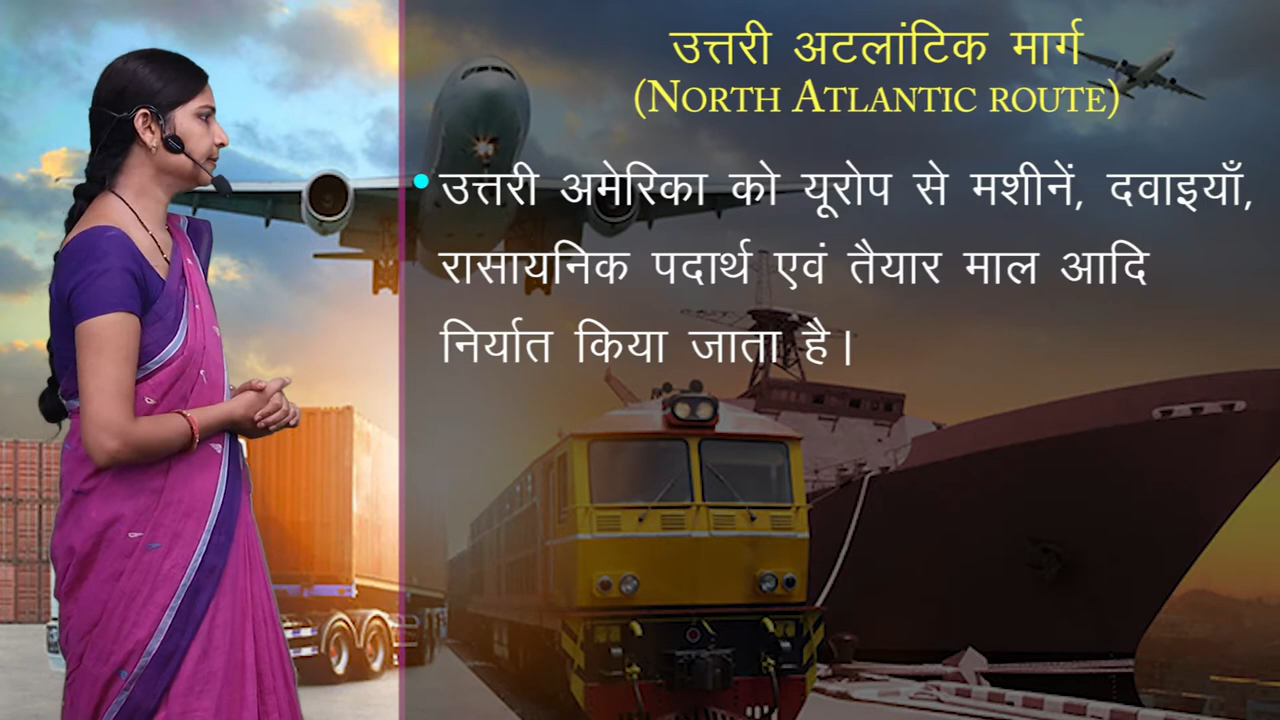 उत्तरी अटलांटिक मार्ग
(NORTH ATLANTIC ROUTE)
• उत्तरी अमेरिका को यूरोप से मशीनें, दवाइयाँ,
रासायनिक पदार्थ एवं तैयार माल आदि
निर्यात किया जाता है।